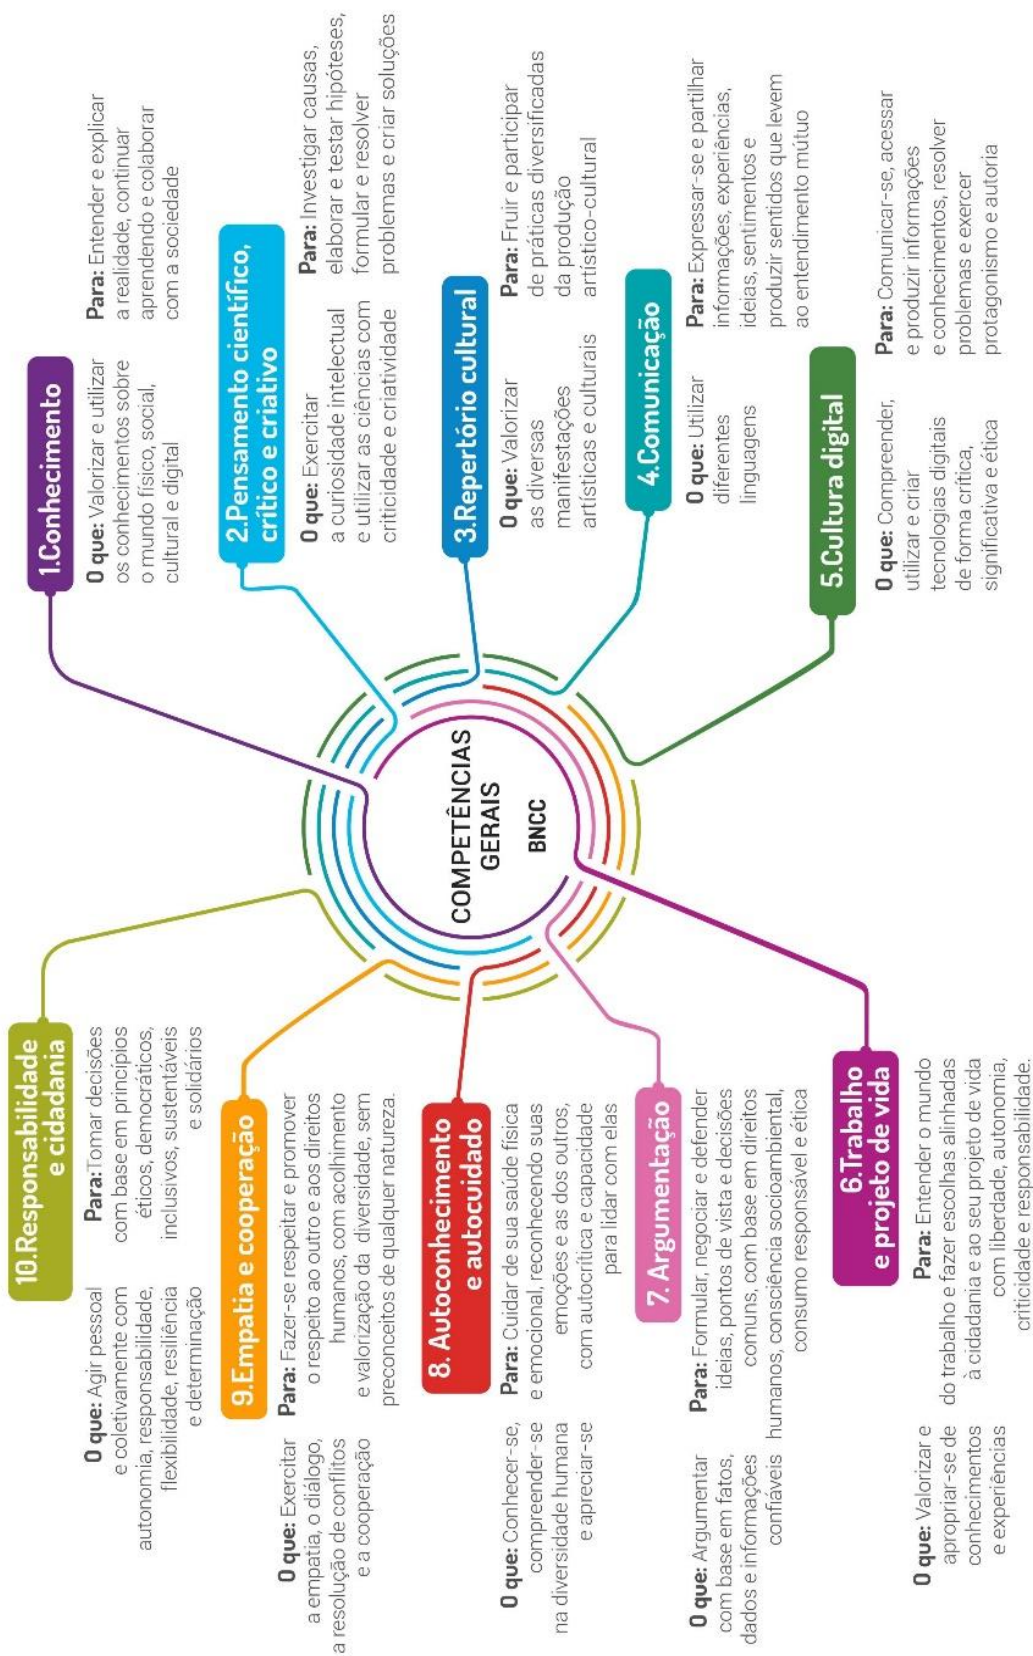 COMPETÊNCIAS
GERAIS
BNCC
1.Conhecimento
O que: Valorizar e utilizar
os conhecimentos sobre
o mundo físico, social,
cultural e digital
Para: Entender e explicar
a realidade, continuar
aprendendo e colaborar
com a sociedade
2.Pensamento científico,
crítico e criativo
O que: Exercitar
a curiosidade intelectual
e utilizar as ciências com
criticidade e criatividade
Para: Investigar causas,
elaborar e testar hipóteses,
formular e resolver
problemas e criar soluções
3.Repertório cultural
O que: Valorizar
as diversas
manifestações
artísticas e culturais
Para: Fruir e participar
de práticas diversificadas
da produção
artístico-cultural
4.Comunicação
O que: Utilizar
diferentes
linguagens
Para: Expressar-se e partilhar
informações, experiências,
ideias, sentimentos e
produzir sentidos que levem
ao entendimento mútuo
5.Cultura digital
O que: Compreender,
utilizar e criar
tecnologias digitais
de forma crítica,
significativa e ética
Para: Comunicar-se, acessar
e produzir informações
e conhecimentos, resolver
problemas e exercer
protagonismo e autoria
6.Trabalho
e projeto de vida
O que: Valorizar e
apropriar-se de
conhecimentos
e experiências
Para: Entender o mundo
do trabalho e fazer escolhas alinhadas
à cidadania e ao seu projeto de vida
com liberdade, autonomia,
criticidade e responsabilidade.
7. Argumentação
O que: Argumentar
com base em fatos,
dados e informações
confiáveis
Para: Formular, negociar e defender
ideias, pontos de vista e decisões
comuns, com base em direitos
humanos, consciência socioambiental,
consumo responsável e ética
8. Autoconhecimento
e autocuidado
O que: Conhecer-se,
compreender-se
na diversidade humana
e apreciar-se
Para: Cuidar de sua saúde física
e emocional, reconhecendo suas
emoções e as dos outros,
com autocrítica e capacidade
para lidar com elas
9.Empatia e cooperação
O que: Exercitar
a empatia, o diálogo,
a resolução de conflitos
e a cooperação
Para: Fazer-se respeitar e promover
o respeito ao outro e aos direitos
humanos, com acolhimento
e valorização da diversidade, sem
preconceitos de qualquer natureza.
10.Responsabilidade
e cidadania
O que: Agir pessoal
e coletivamente com
autonomia, responsabilidade,
flexibilidade, resiliência
e determinação
Para:Tomar decisões
com base em princípios
éticos, democráticos,
inclusivos, sustentáveis
e solidários